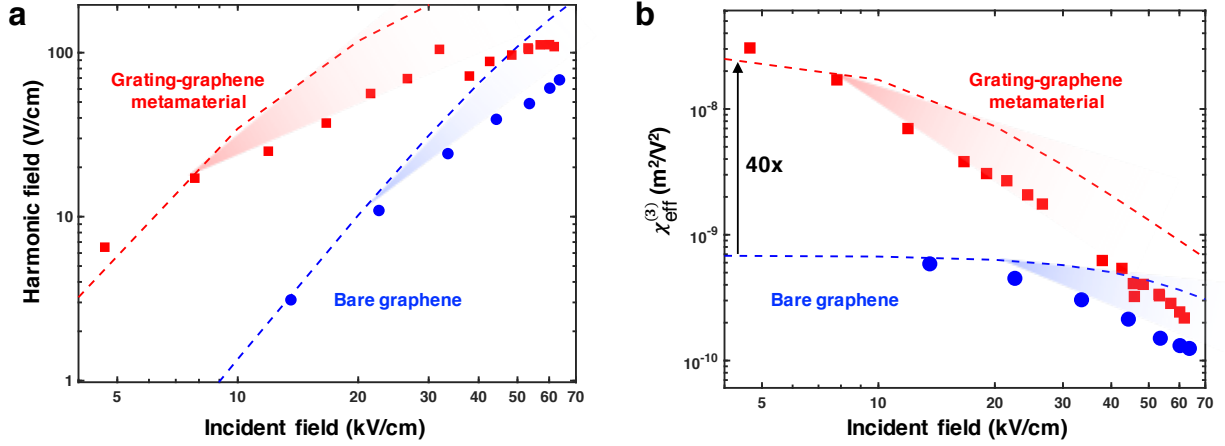 a
Harmonic field (V/cm)
100
10
1
Grating-graphene
metamaterial
Bare graphene
5
10
20
30
40
50
60
70
Incident field (kV/cm)
b
χ(3)eff (m²/V²)
10⁻⁸
10⁻⁹
10⁻¹⁰
40x
Grating-graphene
metamaterial
Bare graphene
5
10
20
30
40
50
60
70
Incident field (kV/cm)